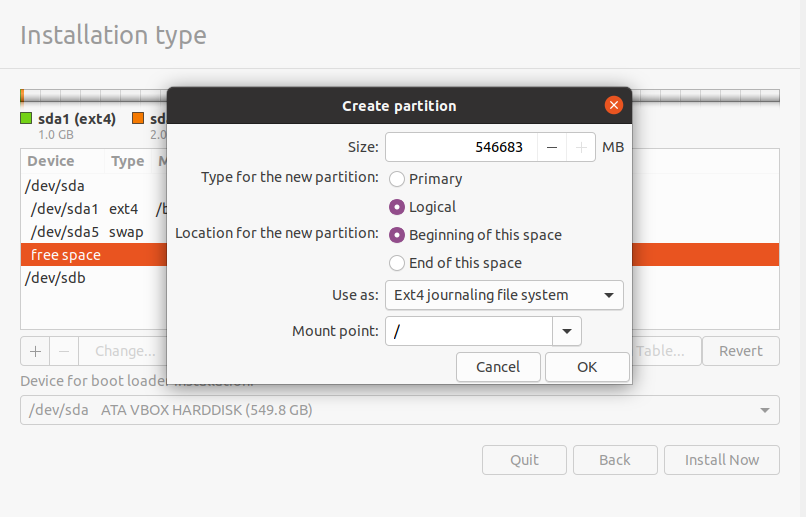 Installation type
Create partition
sda1 (ext4) sd
1.0 GB 2.0
Size: 546683 MB
Type for the new partition: Primary
Logical
Location for the new partition: Beginning of this space
End of this space
Use as: Ext4 journaling file system
Mount point: /
Cancel OK
Device Type M
/dev/sda
/dev/sda1 ext4 /b
/dev/sda5 swap
free space
/dev/sdb
+ − Change... Table... Revert
Device for boot loader installation:
/dev/sda ATA VBOX HARDDISK (549.8 GB)
Quit Back Install Now